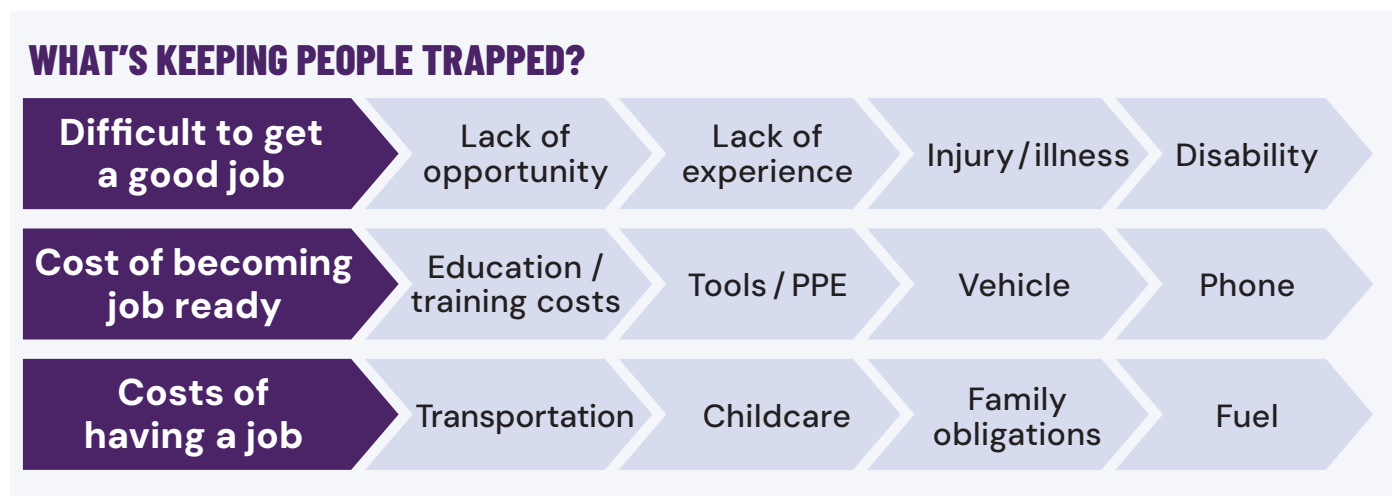 WHAT'S KEEPING PEOPLE TRAPPED?
Difficult to get
a good job
Lack of
opportunity
Lack of
experience
Injury/illness
Disability
Cost of becoming
job ready
Education /
training costs
Tools / PPE
Vehicle
Phone
Costs of
having a job
Transportation
Childcare
Family
obligations
Fuel